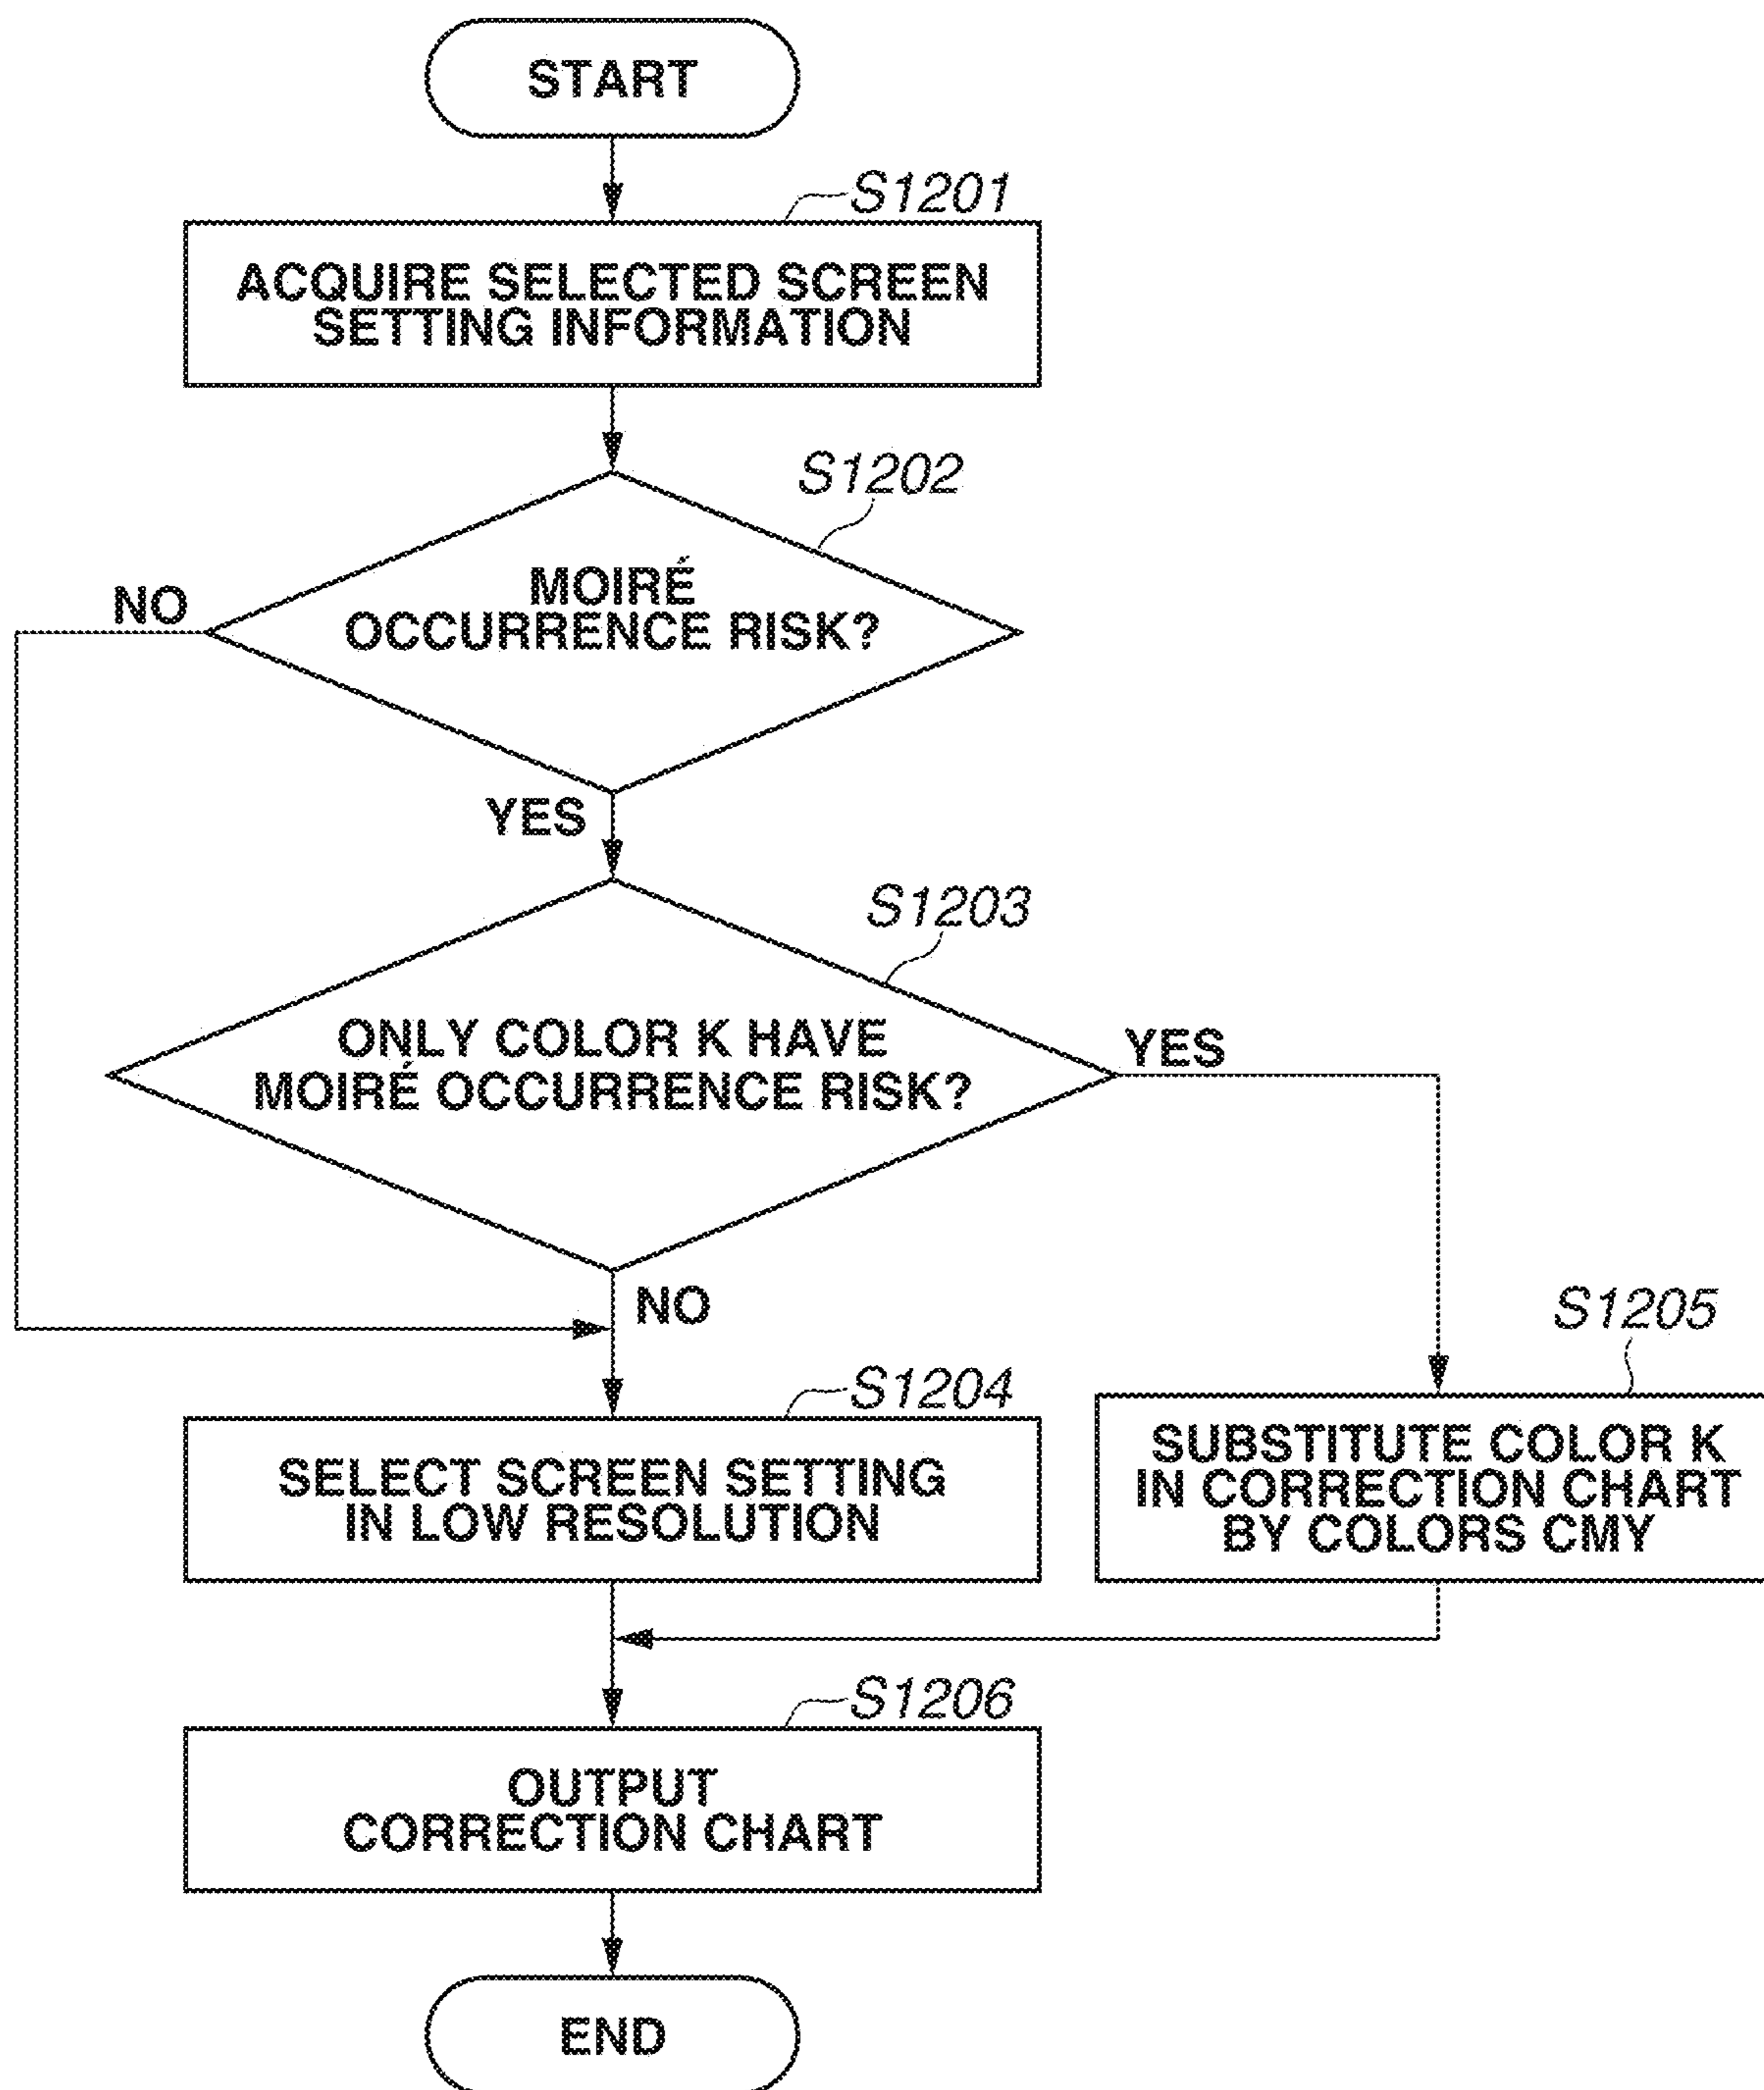 START
S1201
ACQUIRE SELECTED SCREEN
SETTING INFORMATION
S1202
MOIRÉ
OCCURRENCE RISK?
NO
YES
S1203
ONLY COLOR K HAVE
MOIRÉ OCCURRENCE RISK?
YES
NO
S1204
SELECT SCREEN SETTING
IN LOW RESOLUTION
S1205
SUBSTITUTE COLOR K
IN CORRECTION CHART
BY COLORS CMY
S1206
OUTPUT
CORRECTION CHART
END